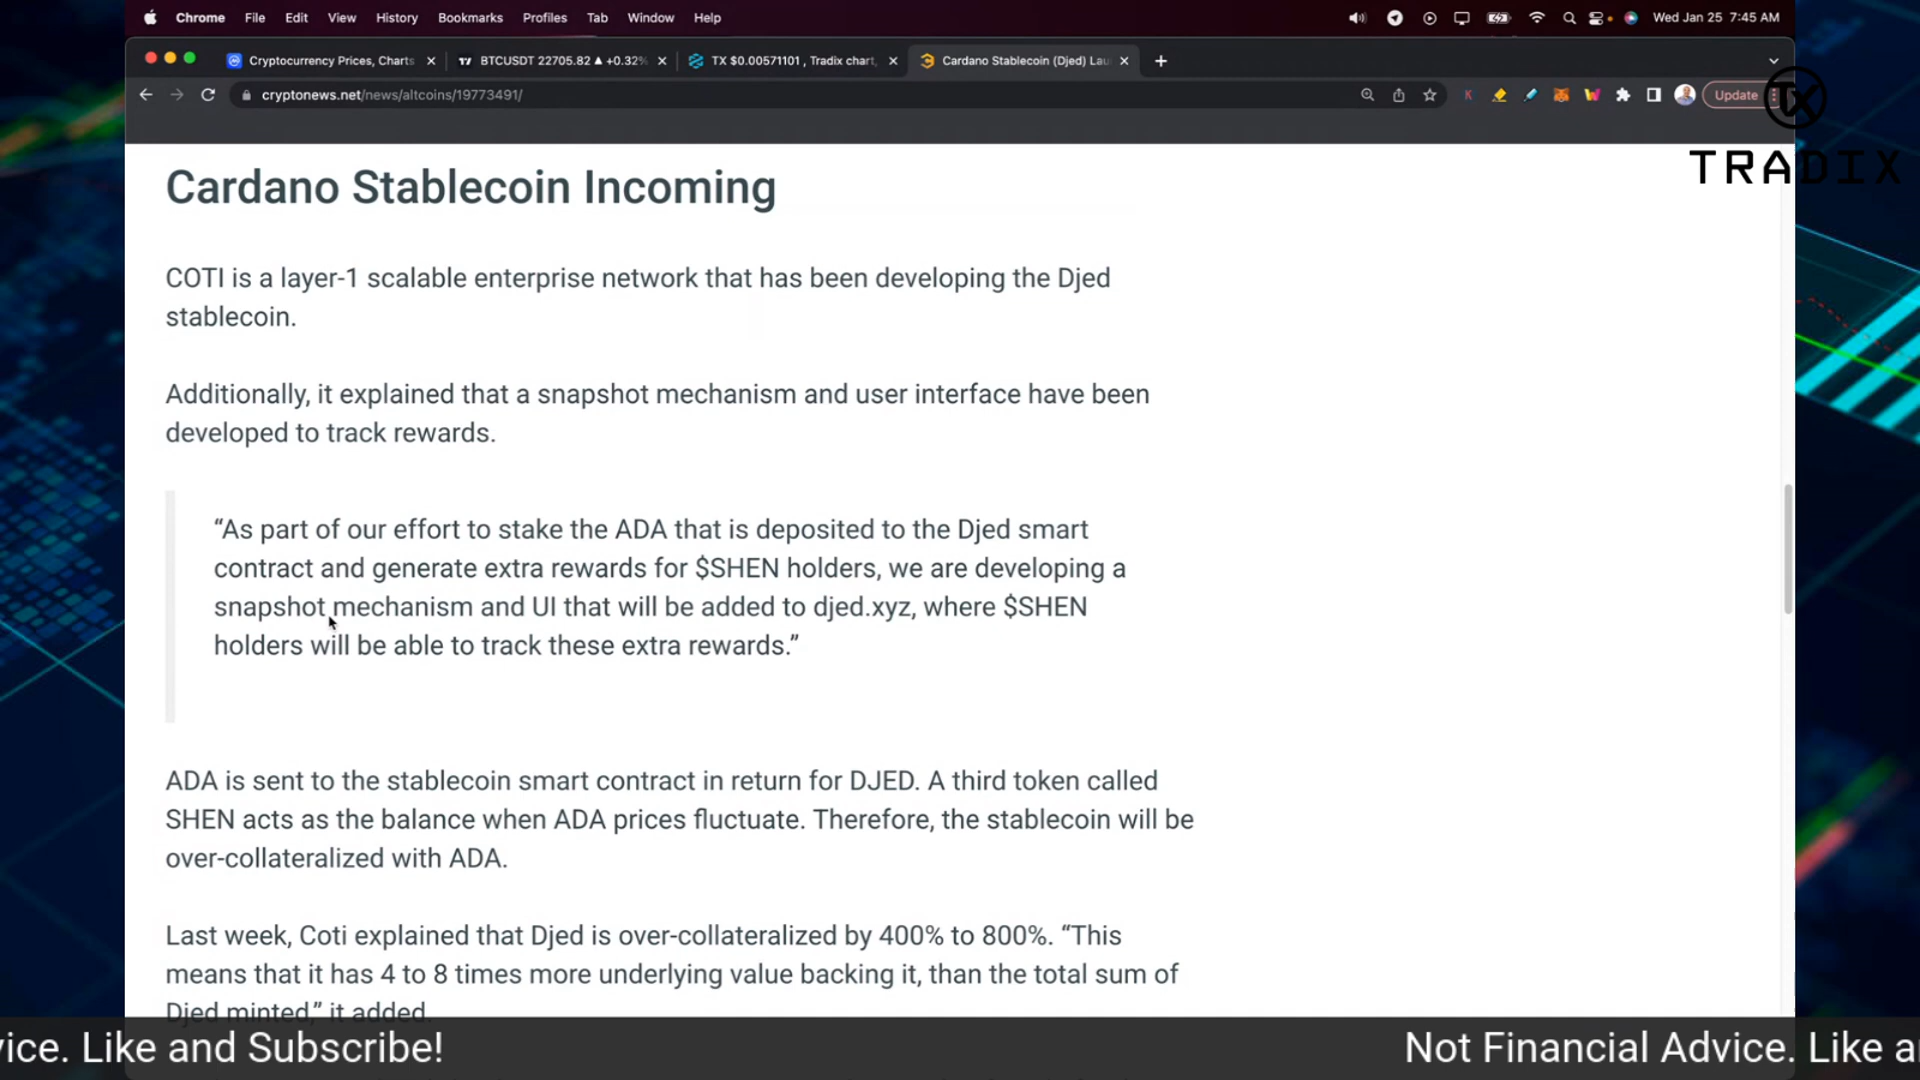 Chrome File Edit View History Bookmarks Profiles Tab Window Help Wed Jan 25 7:45 AM
Cryptocurrency Prices, Charts BTCUSDT 22705.82 ▲ +0.32% TX $0.00571101 , Tradix chart, Cardano Stablecoin (Djed) Lau
cryptonews.net/news/altcoins/19773491/ Update
TRADIX
Cardano Stablecoin Incoming
COTI is a layer-1 scalable enterprise network that has been developing the Djed
stablecoin.
Additionally, it explained that a snapshot mechanism and user interface have been
developed to track rewards.
“As part of our effort to stake the ADA that is deposited to the Djed smart
contract and generate extra rewards for $SHEN holders, we are developing a
snapshot mechanism and UI that will be added to djed.xyz, where $SHEN
holders will be able to track these extra rewards.”
ADA is sent to the stablecoin smart contract in return for DJED. A third token called
SHEN acts as the balance when ADA prices fluctuate. Therefore, the stablecoin will be
over-collateralized with ADA.
Last week, Coti explained that Djed is over-collateralized by 400% to 800%. “This
means that it has 4 to 8 times more underlying value backing it, than the total sum of
Djed minted,” it added.
vice. Like and Subscribe! Not Financial Advice. Like a